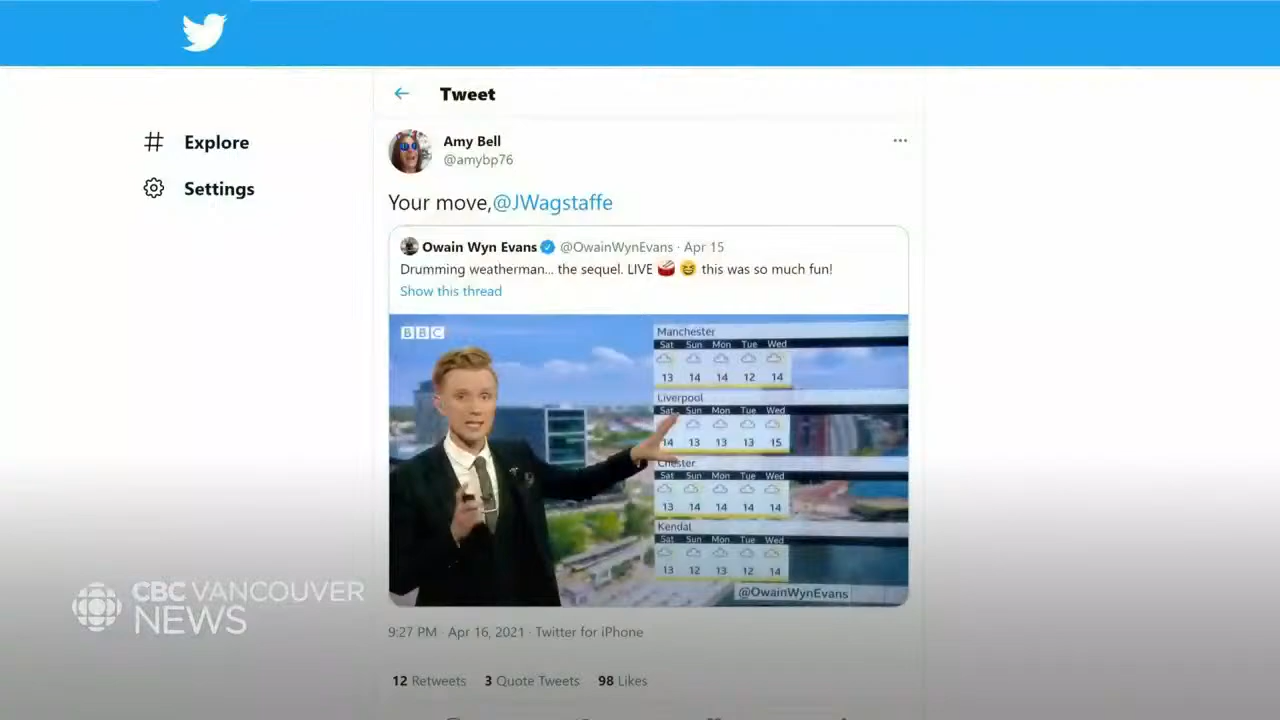 Tweet
Explore
Settings
Amy Bell
@amybp76
Your move,@JWagstaffe
Owain Wyn Evans @OwainWynEvans · Apr 15
Drumming weatherman... the sequel. LIVE 🥁 😆 this was so much fun!
Show this thread
BBC
Manchester
Sat Sun Mon Tue Wed
13 14 14 12 14
Liverpool
Sat Sun Mon Tue Wed
14 13 13 13 15
Chester
Sat Sun Mon Tue Wed
13 14 14 14 14
Kendal
Sat Sun Mon Tue Wed
13 12 13 12 14
@OwainWynEvans
CBC VANCOUVER
NEWS
9:27 PM · Apr 16, 2021 · Twitter for iPhone
12 Retweets 3 Quote Tweets 98 Likes